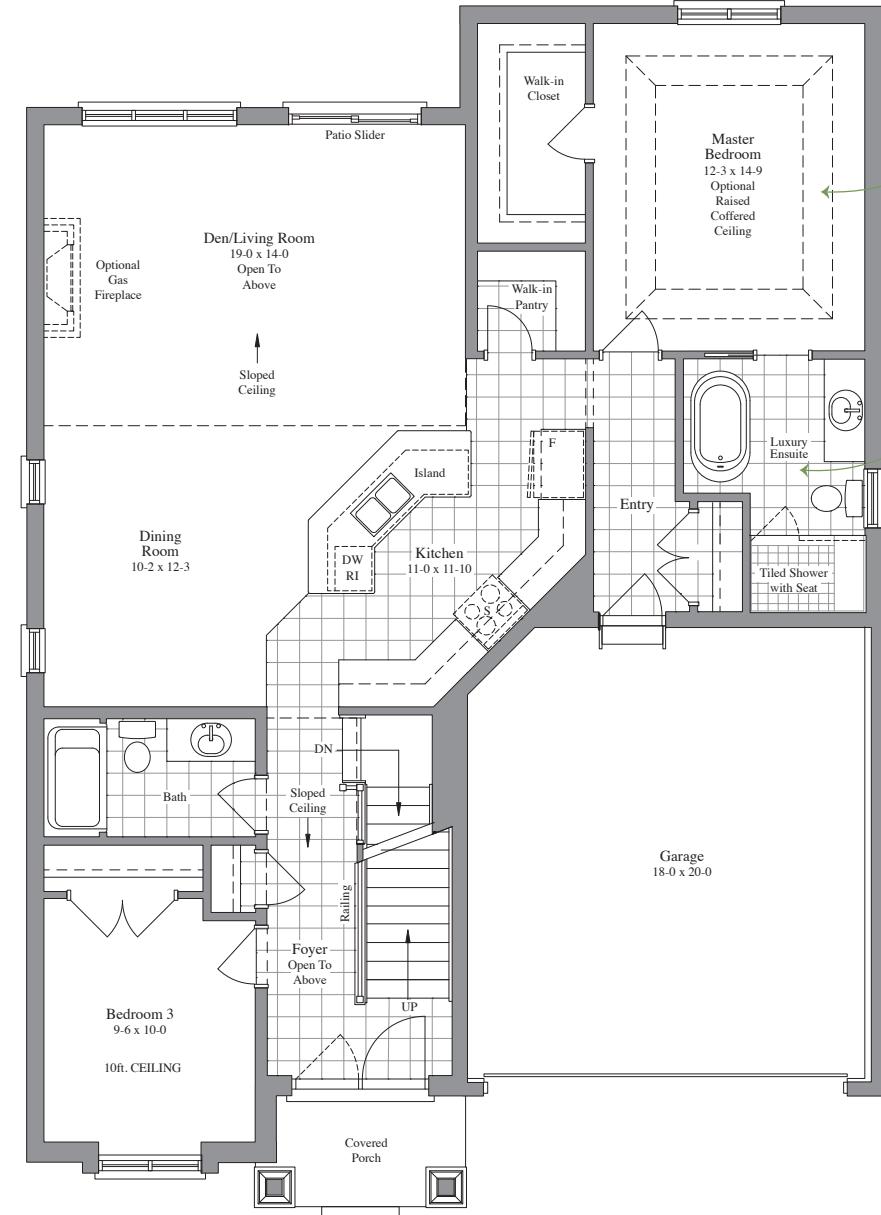 Walk-in
Closet
Master
Bedroom
12-3 x 14-9
Optional
Raised
Coffered
Ceiling
Patio Slider
Den/Living Room
19-0 x 14-0
Open To
Above
Optional
Gas
Fireplace
Walk-in
Pantry
Sloped
Ceiling
F
Island
Luxury
Ensuite
Entry
Dining
Room
10-2 x 12-3
DW
RI
Kitchen
11-0 x 11-10
S
Tiled Shower
with Seat
DN
Bath
Sloped
Ceiling
Garage
18-0 x 20-0
Railing
Foyer
Open To
Above
UP
Bedroom 3
9-6 x 10-0
10ft. CEILING
Covered
Porch